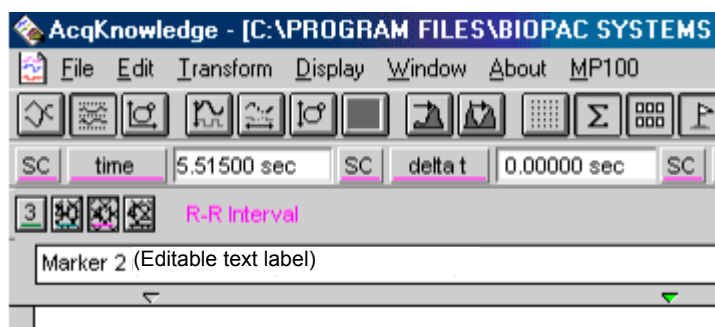 AcqKnowledge - [C:\PROGRAM FILES\BIOPAC SYSTEMS
File Edit Transform Display Window About MP100
Σ
SC time 5.51500 sec SC delta t 0.00000 sec SC
3 R-R Interval
Marker 2 (Editable text label)